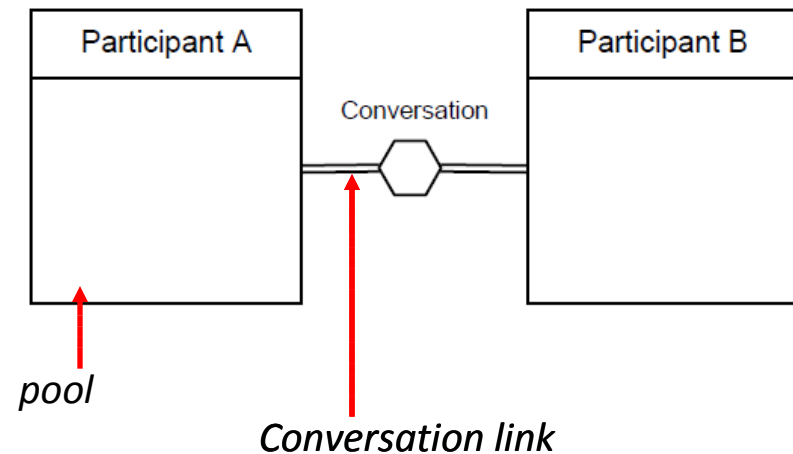 Participant A
Participant B
Conversation
pool
Conversation link